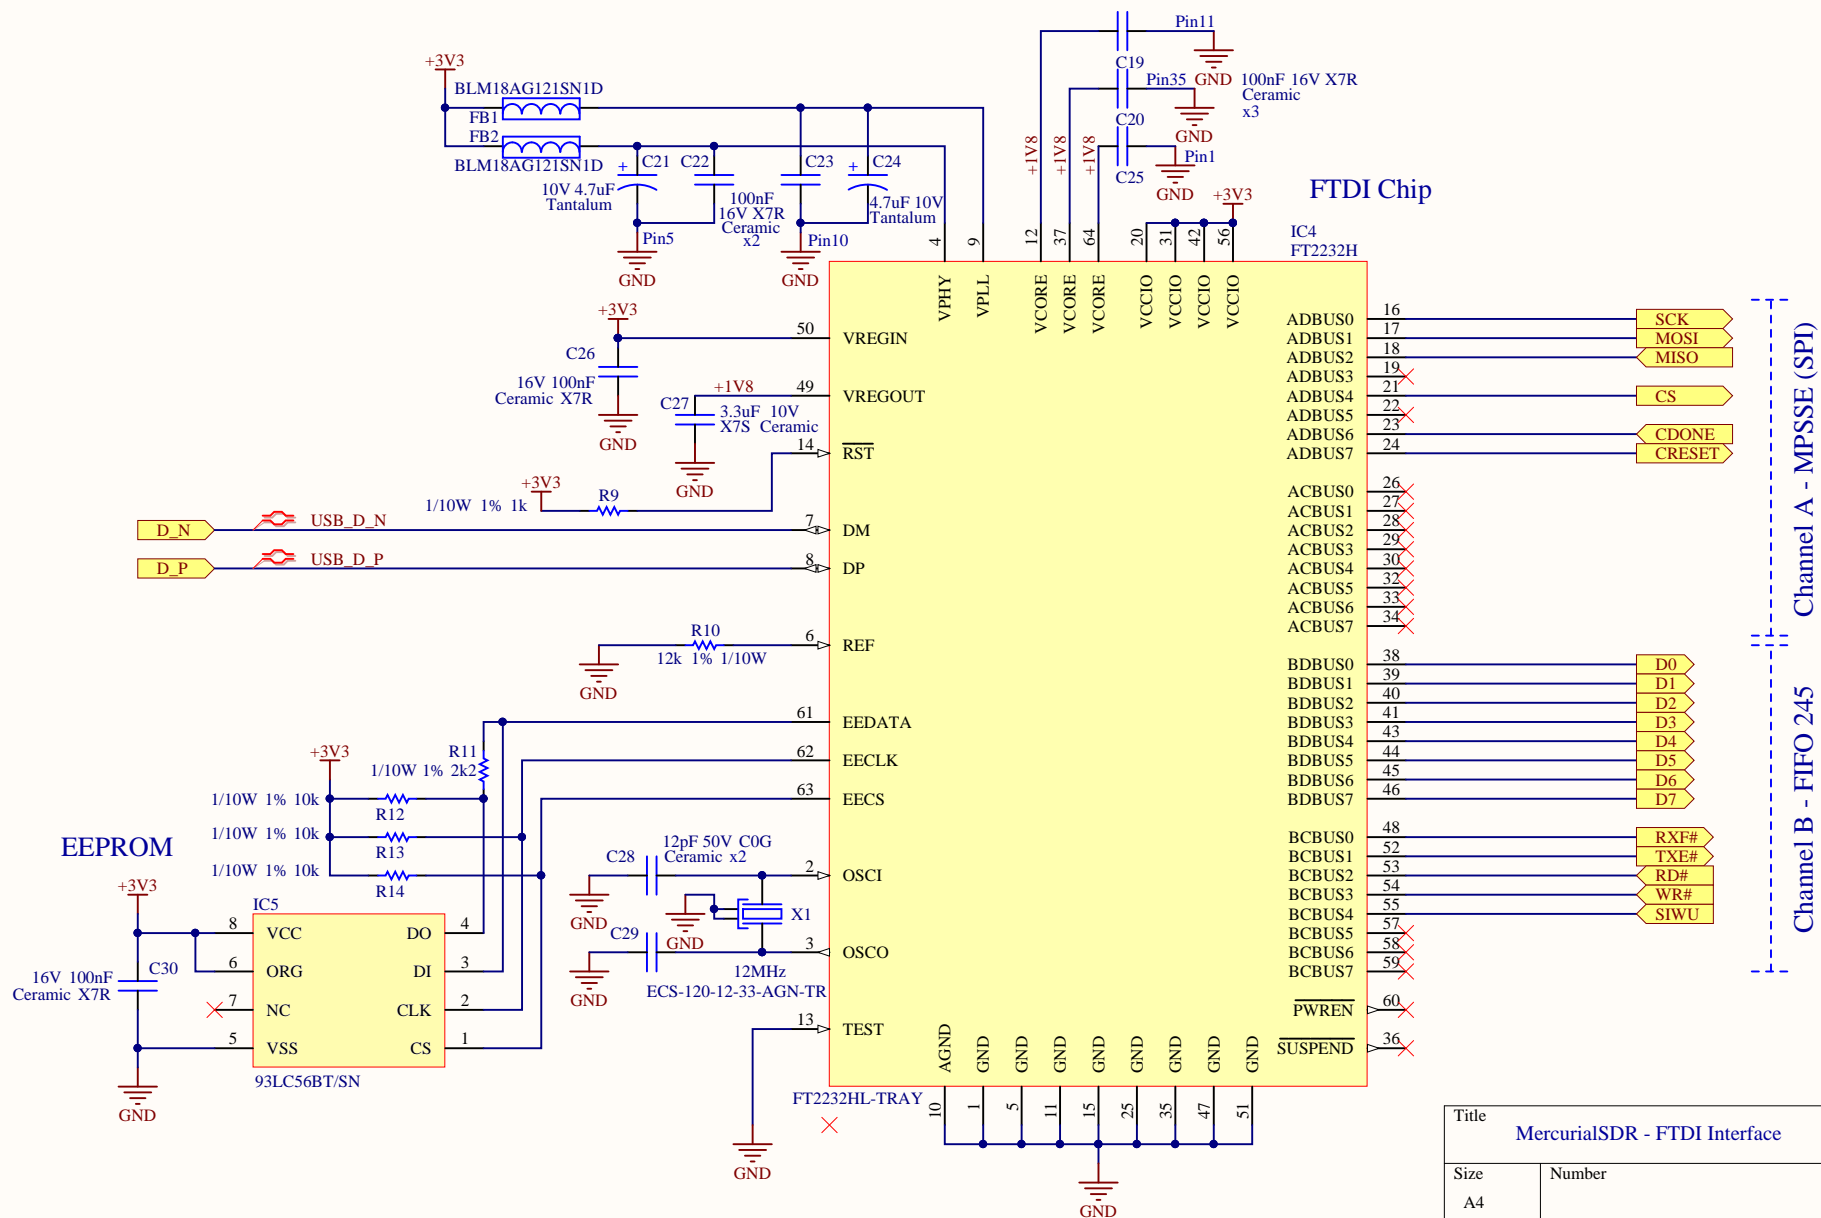 Pin11
GND
C19
Pin35
100nF 16V X7R
Ceramic
x3
GND
C20
Pin1
C25
GND
+1V8
+1V8
+1V8
+3V3
BLM18AG121SN1D
FB1
FB2
BLM18AG121SN1D
+
C21
C22
C23
+
C24
10V 4.7uF
Tantalum
100nF
16V X7R
Ceramic
x2
4.7uF 10V
Tantalum
Pin5
GND
Pin10
GND
FTDI Chip
+3V3
IC4
FT2232H
4
9
12
37
64
20
31
42
56
VPHY
VPLL
VCORE
VCORE
VCORE
VCCIO
VCCIO
VCCIO
VCCIO
+3V3
50
VREGIN
C26
16V 100nF
Ceramic X7R
GND
+1V8
49
VREGOUT
C27
3.3uF 10V
X7S Ceramic
GND
14
RST
+3V3
R9
1/10W 1% 1k
D_N
USB_D_N
7
DM
D_P
USB_D_P
8
DP
R10
12k 1% 1/10W
6
REF
GND
61
EEDATA
62
EECLK
63
EECS
+3V3
R11
1/10W 1% 2k2
1/10W 1% 10k
R12
1/10W 1% 10k
R13
1/10W 1% 10k
R14
EEPROM
+3V3
IC5
8
VCC
DO
4
6
ORG
DI
3
7
NC
CLK
2
5
VSS
CS
1
93LC56BT/SN
C30
16V 100nF
Ceramic X7R
GND
12pF 50V C0G
Ceramic x2
C28
GND
2
OSCI
X1
GND
C29
GND
3
OSCO
12MHz
ECS-120-12-33-AGN-TR
13
TEST
GND
FT2232HL-TRAY
16
ADBUS0
SCK
17
ADBUS1
MOSI
18
ADBUS2
MISO
19
ADBUS3
21
ADBUS4
CS
22
ADBUS5
23
ADBUS6
CDONE
24
ADBUS7
CRESET
26
ACBUS0
27
ACBUS1
28
ACBUS2
29
ACBUS3
30
ACBUS4
32
ACBUS5
33
ACBUS6
34
ACBUS7
Channel A - MPSSE (SPI)
38
BDBUS0
D0
39
BDBUS1
D1
40
BDBUS2
D2
41
BDBUS3
D3
43
BDBUS4
D4
44
BDBUS5
D5
45
BDBUS6
D6
46
BDBUS7
D7
48
BCBUS0
RXF#
52
BCBUS1
TXE#
53
BCBUS2
RD#
54
BCBUS3
WR#
55
BCBUS4
SIWU
57
BCBUS5
58
BCBUS6
59
BCBUS7
Channel B - FIFO 245
60
PWREN
36
SUSPEND
AGND
GND
GND
GND
GND
GND
GND
GND
GND
10
1
5
11
15
25
35
47
51
GND
Title
MercurialSDR - FTDI Interface
Size
Number
A4